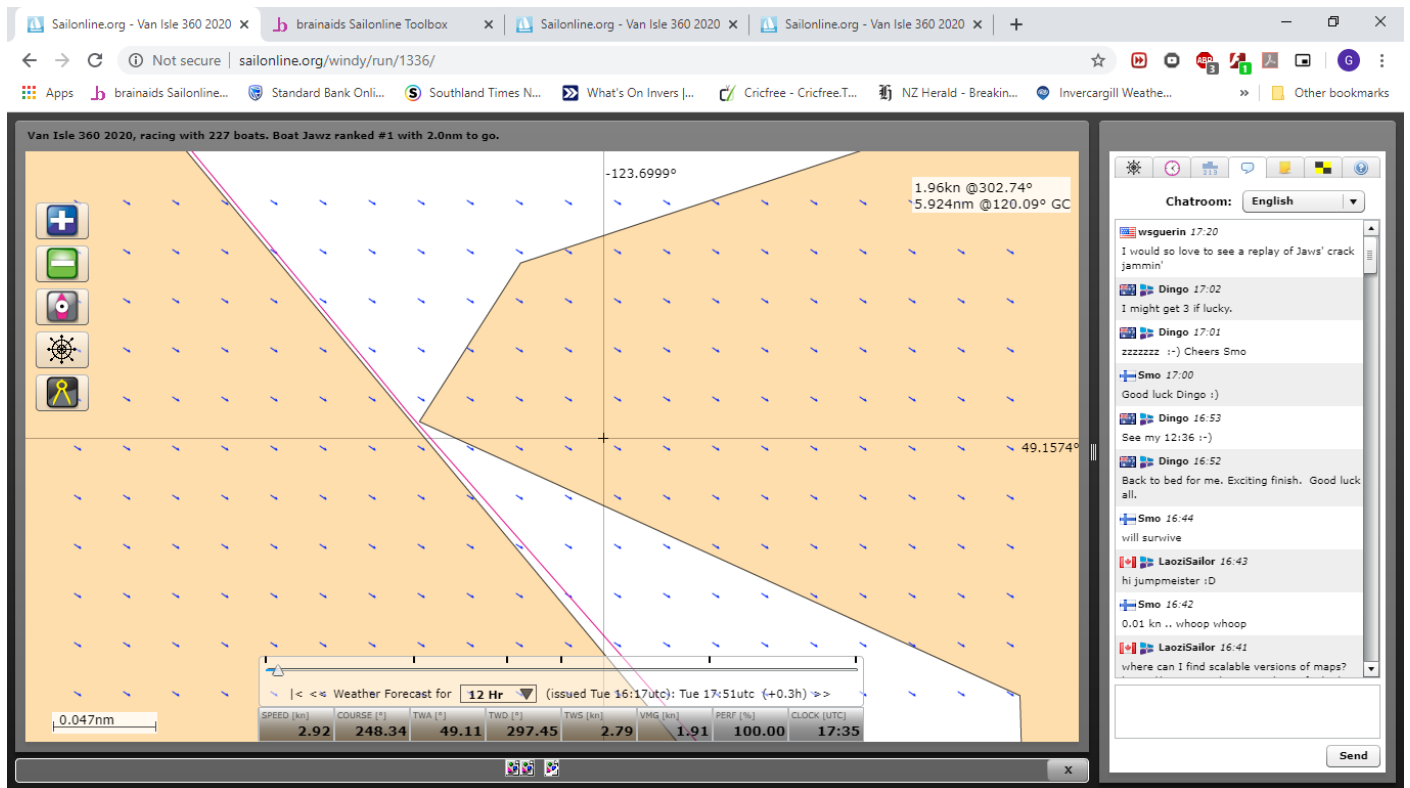 Sailonline.org - Van Isle 360 2020
brainaids Sailonline Toolbox
Sailonline.org - Van Isle 360 2020
Sailonline.org - Van Isle 360 2020
Not secure | sailonline.org/windy/run/1336/
ABP
3
1
G
Apps
brainaids Sailonline...
Standard Bank Onli...
Southland Times N...
What's On Invers |...
Cricfree - Cricfree.T...
NZ Herald - Breakin...
Invercargill Weathe...
»
Other bookmarks
Van Isle 360 2020, racing with 227 boats. Boat Jawz ranked #1 with 2.0nm to go.
-123.6999°
1.96kn @302.74°
5.924nm @120.09° GC
49.1574°
|< << Weather Forecast for 12 Hr (issued Tue 16:17utc): Tue 17:51utc (+0.3h) >>
0.047nm
SPEED [kn] COURSE [°] TWA [°] TWD [°] TWS [kn] VMG [kn] PERF [%] CLOCK [UTC]
2.92 248.34 49.11 297.45 2.79 1.91 100.00 17:35
x
Chatroom: English
wsguerin 17:20
I would so love to see a replay of Jaws' crack
jammin'
Dingo 17:02
I might get 3 if lucky.
Dingo 17:01
zzzzzzz :-) Cheers Smo
Smo 17:00
Good luck Dingo :)
Dingo 16:53
See my 12:36 :-)
Dingo 16:52
Back to bed for me. Exciting finish. Good luck
all.
Smo 16:44
will survive
LaoziSailor 16:43
hi jumpmeister :D
Smo 16:42
0.01 kn .. whoop whoop
LaoziSailor 16:41
where can I find scalable versions of maps?
Send